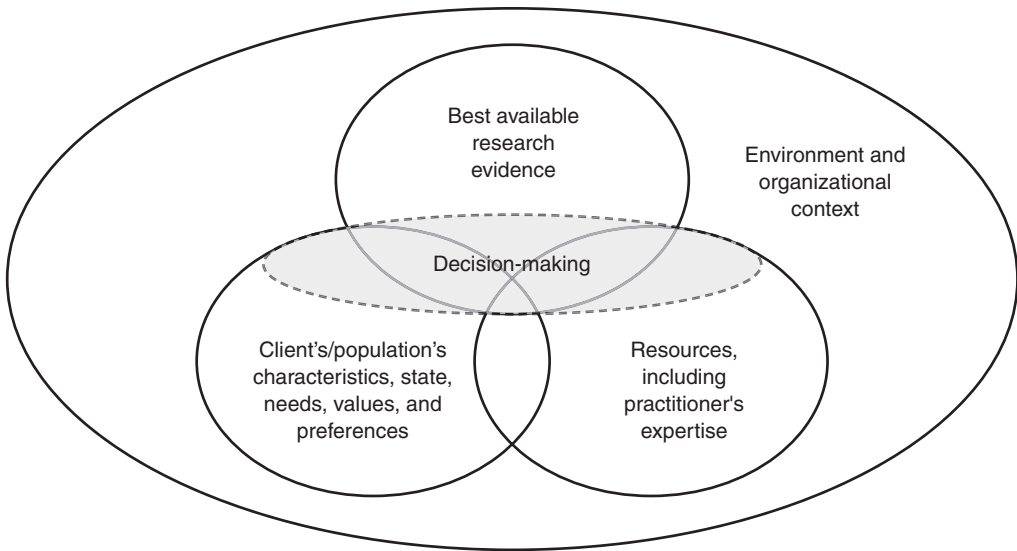 Best available
research
evidence
Environment and
organizational
context
Decision-making
Client’s/population’s
characteristics, state,
needs, values, and
preferences
Resources,
including
practitioner's
expertise